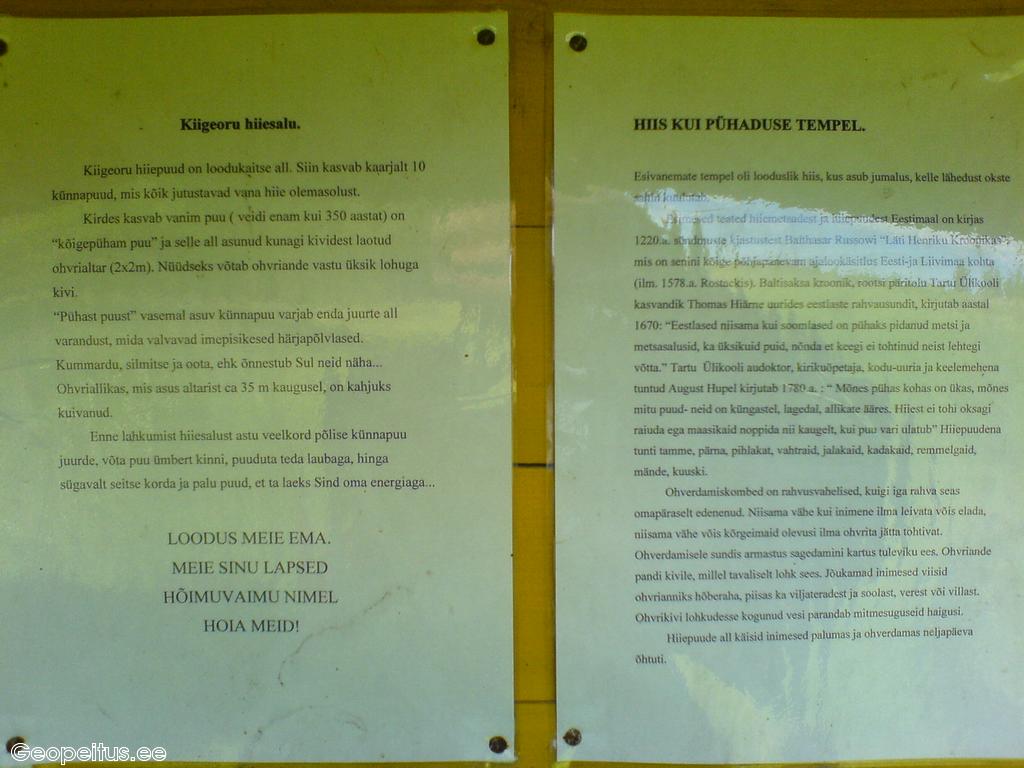 Kiigeoru hiiesalu.
Kiigeoru hiiepuud on loodukaitse all. Siin kasvab kaarjalt 10
künnapuud, mis kõik jutustavad vana hiie olemasolust.
Kirdes kasvab vanim puu ( veidi enam kui 350 aastat) on
“kõigepüham puu” ja selle all asunud kunagi kividest laotud
ohvrialtar (2x2m). Nüüdseks võtab ohvriande vastu üksik lohuga
kivi.
“Pühast puust” vasemal asuv künnapuu varjab enda juurte all
varandust, mida valvavad imepisikesed härjapõlvlased.
Kummardu, silmitse ja oota, ehk õnnestub Sul neid näha...
Ohvriallikas, mis asus altarist ca 35 m kaugusel, on kahjuks
kuivanud.
Enne lahkumist hiiesalust astu veelkord põlise künnapuu
juurde, võta puu ümbert kinni, puuduta teda laubaga, hinga
sügavalt seitse korda ja palu puud, et ta laeks Sind oma energiaga...
LOODUS MEIE EMA.
MEIE SINU LAPSED
HÕIMUVAIMU NIMEL
HOIA MEID!
HIIS KUI PÜHADUSE TEMPEL.
Esivanemate tempel oli looduslik hiis, kus asub jumalus, kelle lähedust okste
sahin kuulutab.
Esimesed teated hiiemetsadest ja hiiepuudest Eestimaal on kirjas
1220.a. sündmuste kjastustest Balthasar Russowi “Läti Henriku Kroonikas”,
mis on senini kõige põhjapanevam ajalookäsitlus Eesti-ja Liivimaa kohta
(ilm. 1578.a. Rostockis). Baltisaksa kroonik, rootsi päritolu Tartu Ülikooli
kasvandik Thomas Hiärne uurides eestlaste rahvausundit, kirjutab aastal
1670: “Eestlased niisama kui soomlased on pühaks pidanud metsi ja
metsasalusid, ka üksikuid puid, nõnda et keegi ei tohtinud neist lehtegi
võtta.” Tartu Ülikooli audoktor, kirikuõpetaja, kodu-uuria ja keelemehena
tuntud August Hupel kirjutab 1780 a. : “ Mõnes pühas kohas on ükas, mõnes
mitu puud- neid on küngastel, lagedal, allikate ääres. Hiiest ei tohi oksagi
raiuda ega maasikaid noppida nii kaugelt, kui puu vari ulatub” Hiiepuudena
tunti tamme, pärna, pihlakat, vahtraid, jalakaid, kadakaid, remmelgaid,
mände, kuuski.
Ohverdamiskombed on rahvusvahelised, kuigi iga rahva seas
omapäraselt edenenud. Niisama vähe kui inimene ilma leivata võis elada,
niisama vähe võis kõrgeimaid olevusi ilma ohvrita jätta tohtivat.
Ohverdamisele sundis armastus sagedamini kartus tuleviku ees. Ohvriande
pandi kivile, millel tavaliselt lohk sees. Jõukamad inimesed viisid
ohvrianniks hõberaha, piisas ka viljateradest ja soolast, verest või villast.
Ohvrikivi lohkudesse kogunud vesi parandab mitmesuguseid haigusi.
Hiiepuude all käisid inimesed palumas ja ohverdamas neljapäeva
õhtuti.
Geopeitus.ee